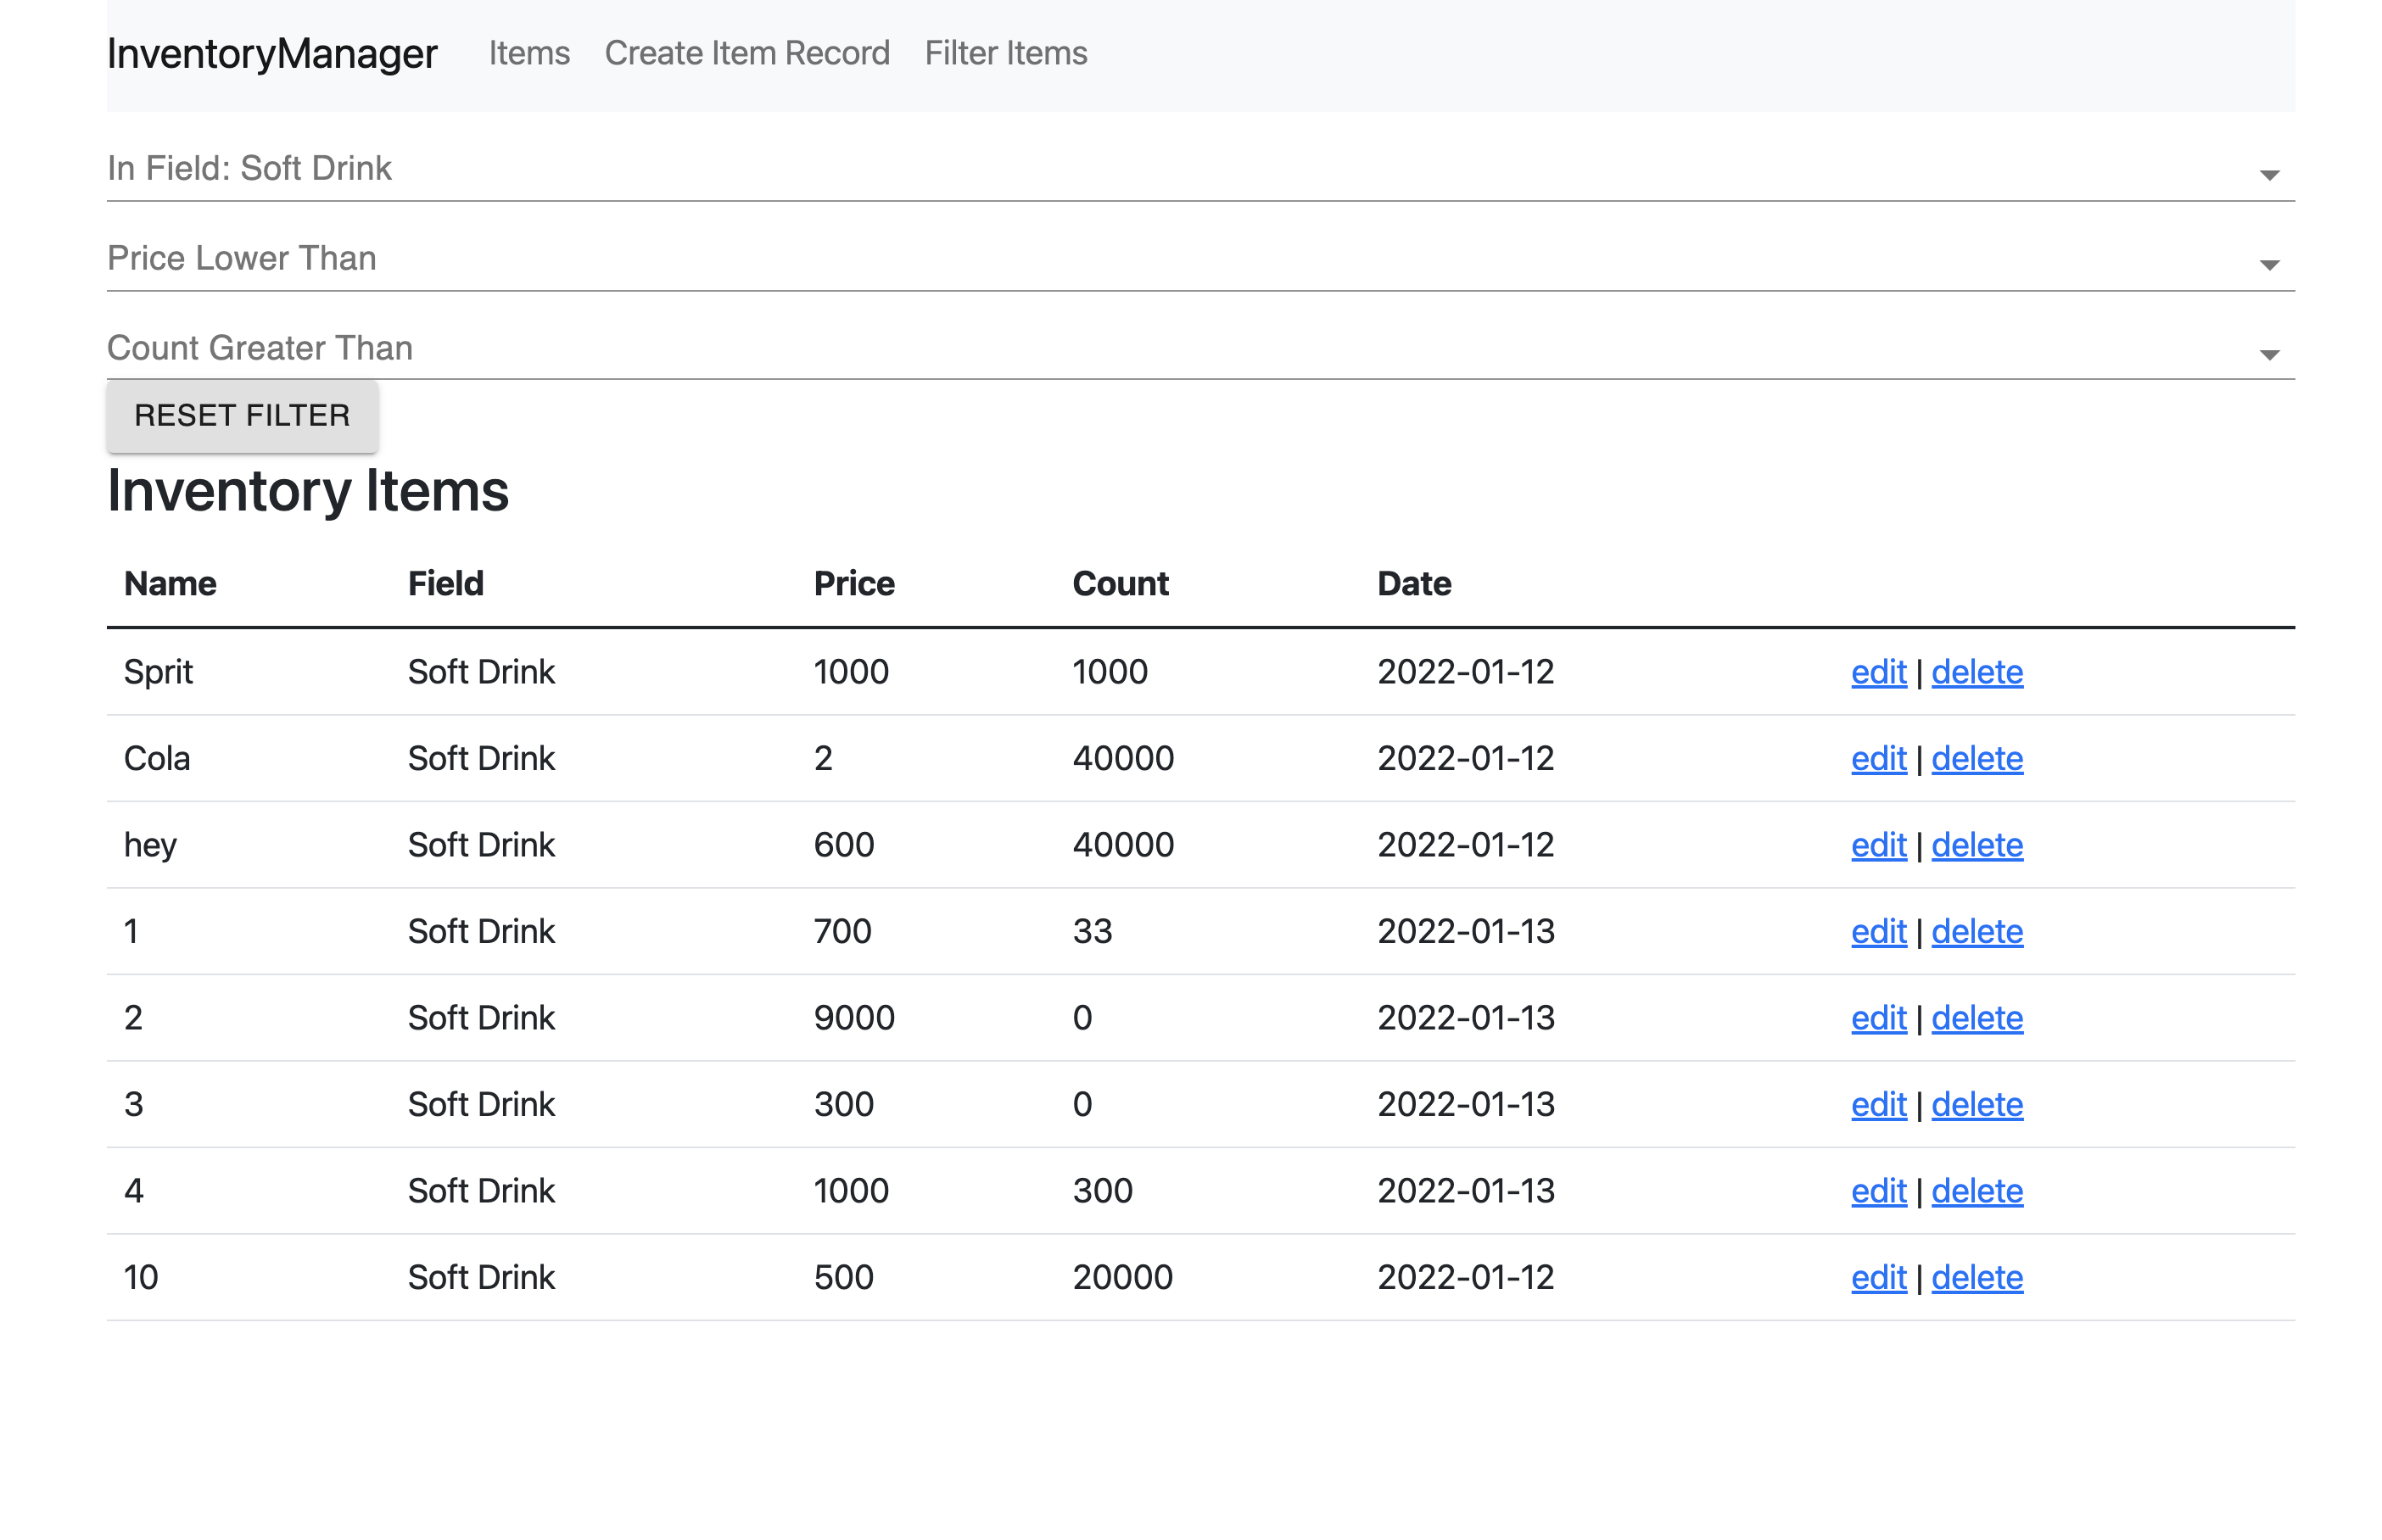 InventoryManager Items Create Item Record Filter Items
In Field: Soft Drink
Price Lower Than
Count Greater Than
RESET FILTER
Inventory Items
Name Field Price Count Date
Sprit Soft Drink 1000 1000 2022-01-12 edit | delete
Cola Soft Drink 2 40000 2022-01-12 edit | delete
hey Soft Drink 600 40000 2022-01-12 edit | delete
1 Soft Drink 700 33 2022-01-13 edit | delete
2 Soft Drink 9000 0 2022-01-13 edit | delete
3 Soft Drink 300 0 2022-01-13 edit | delete
4 Soft Drink 1000 300 2022-01-13 edit | delete
10 Soft Drink 500 20000 2022-01-12 edit | delete